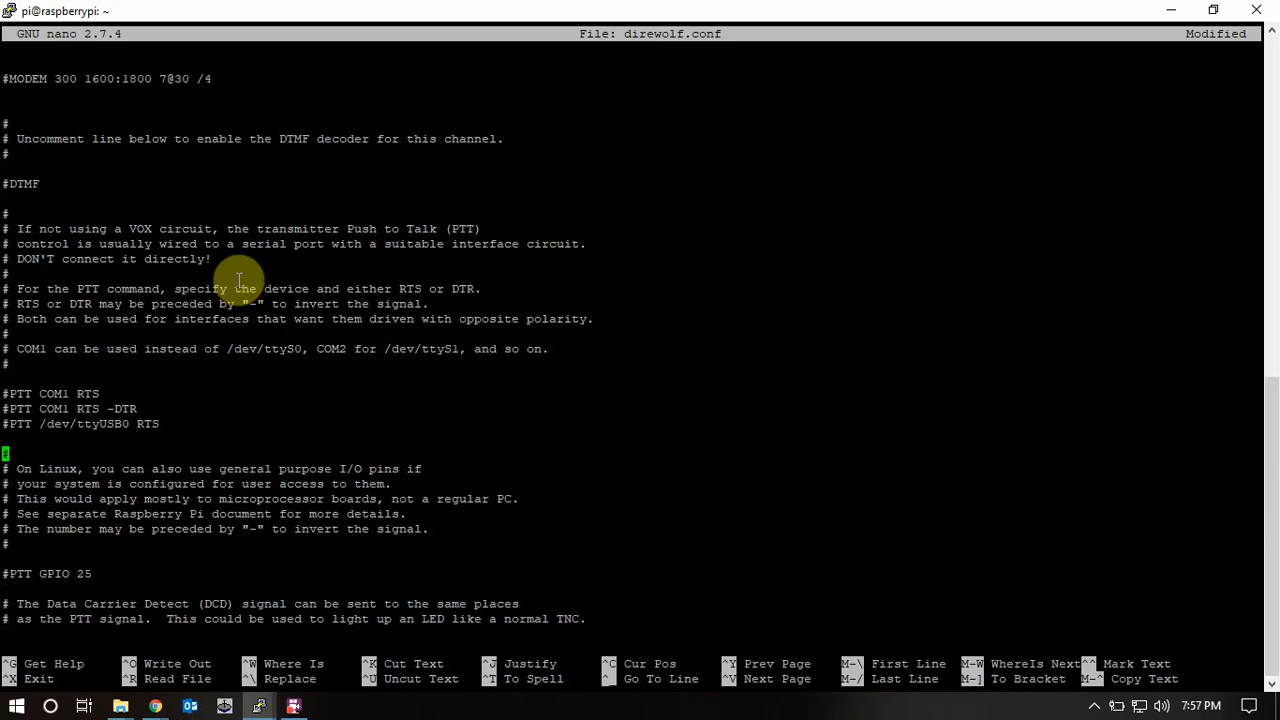 pi@raspberrypi: ~
GNU nano 2.7.4 File: direwolf.conf Modified
#MODEM 300 1600:1800 7@30 /4
#
# Uncomment line below to enable the DTMF decoder for this channel.
#
#DTMF
#
# If not using a VOX circuit, the transmitter Push to Talk (PTT)
# control is usually wired to a serial port with a suitable interface circuit.
# DON'T connect it directly!
#
# For the PTT command, specify the device and either RTS or DTR.
# RTS or DTR may be preceded by "-" to invert the signal.
# Both can be used for interfaces that want them driven with opposite polarity.
#
# COM1 can be used instead of /dev/ttyS0, COM2 for /dev/ttyS1, and so on.
#
#PTT COM1 RTS
#PTT COM1 RTS -DTR
#PTT /dev/ttyUSB0 RTS
#
# On Linux, you can also use general purpose I/O pins if
# your system is configured for user access to them.
# This would apply mostly to microprocessor boards, not a regular PC.
# See separate Raspberry Pi document for more details.
# The number may be preceded by "-" to invert the signal.
#
#PTT GPIO 25
# The Data Carrier Detect (DCD) signal can be sent to the same places
# as the PTT signal.  This could be used to light up an LED like a normal TNC.
^G Get Help ^O Write Out ^W Where Is ^K Cut Text ^J Justify ^C Cur Pos ^Y Prev Page M-\ First Line M-W WhereIs Next ^^ Mark Text
^X Exit ^R Read File ^\ Replace ^U Uncut Text ^T To Spell ^_ Go To Line ^V Next Page M-/ Last Line M-] To Bracket M-^ Copy Text
7:57 PM